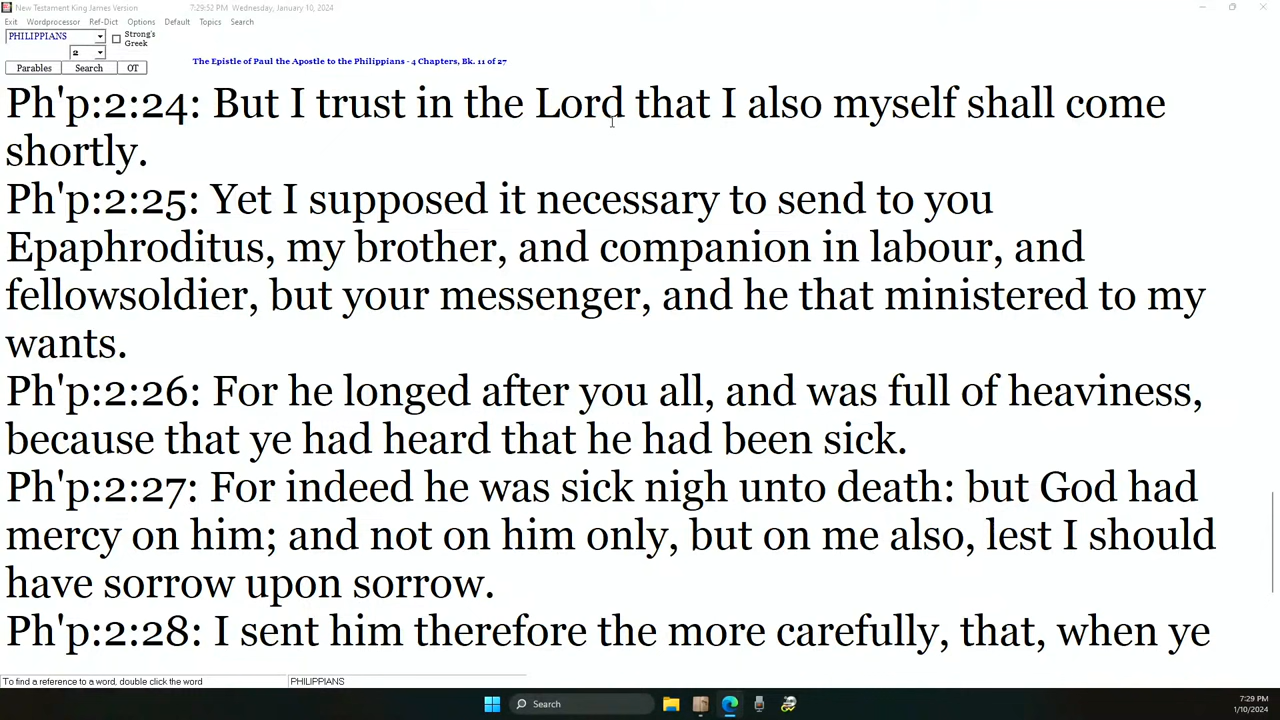 New Testament King James Version 7:29:52 PM Wednesday, January 10, 2024
Exit Wordprocessor Ref-Dict Options Default Topics Search
PHILIPPIANS Strong's
Greek
2
Parables Search OT
The Epistle of Paul the Apostle to the Philippians - 4 Chapters, Bk. 11 of 27
Ph'p:2:24: But I trust in the Lord that I also myself shall come
shortly.
Ph'p:2:25: Yet I supposed it necessary to send to you
Epaphroditus, my brother, and companion in labour, and
fellowsoldier, but your messenger, and he that ministered to my
wants.
Ph'p:2:26: For he longed after you all, and was full of heaviness,
because that ye had heard that he had been sick.
Ph'p:2:27: For indeed he was sick nigh unto death: but God had
mercy on him; and not on him only, but on me also, lest I should
have sorrow upon sorrow.
Ph'p:2:28: I sent him therefore the more carefully, that, when ye
To find a reference to a word, double click the word PHILIPPIANS
Search
7:29 PM
1/10/2024